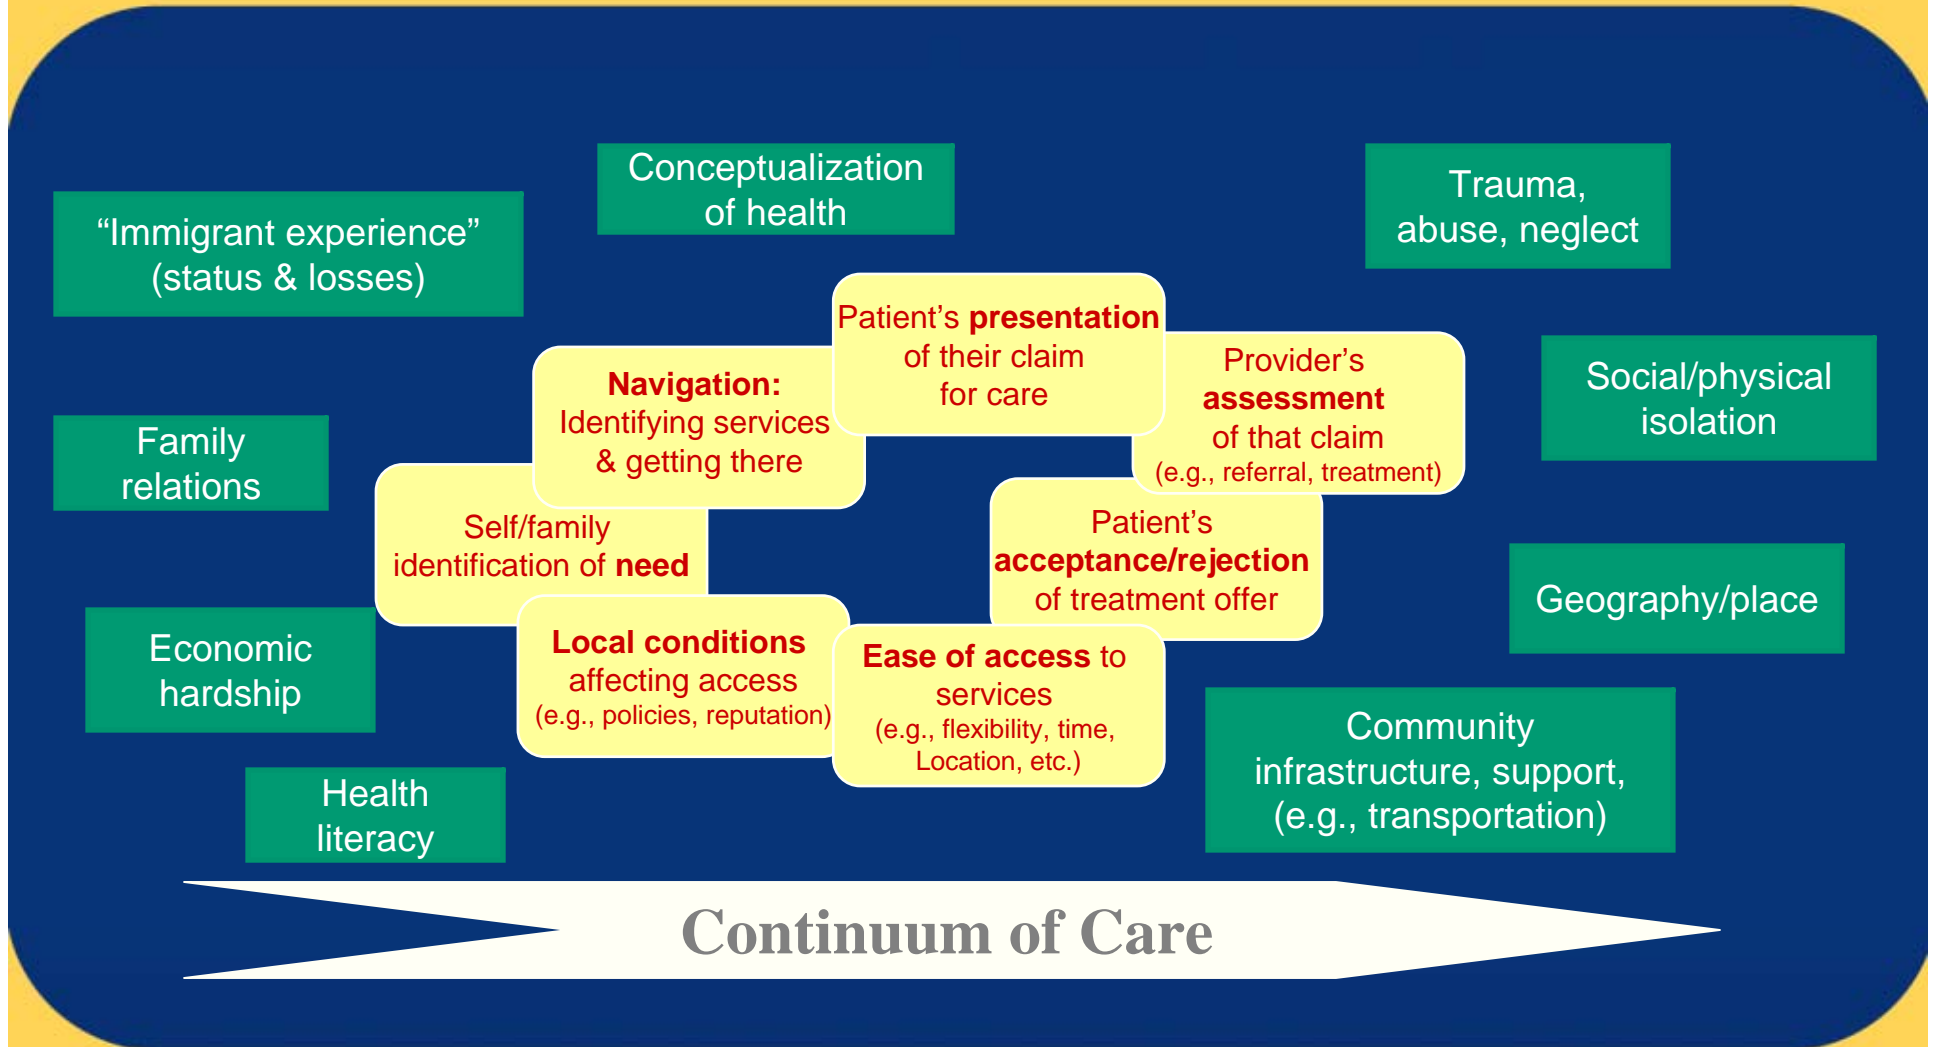 Conceptualization
of health
Trauma,
abuse, neglect
“Immigrant experience”
(status & losses)
Patient’s presentation
of their claim
for care
Provider’s
assessment
of that claim
(e.g., referral, treatment)
Navigation:
Identifying services
& getting there
Social/physical
isolation
Family
relations
Self/family
identification of need
Patient’s
acceptance/rejection
of treatment offer
Geography/place
Economic
hardship
Local conditions
affecting access
(e.g., policies, reputation)
Ease of access to
services
(e.g., flexibility, time,
Location, etc.)
Community
infrastructure, support,
(e.g., transportation)
Health
literacy
Continuum of Care